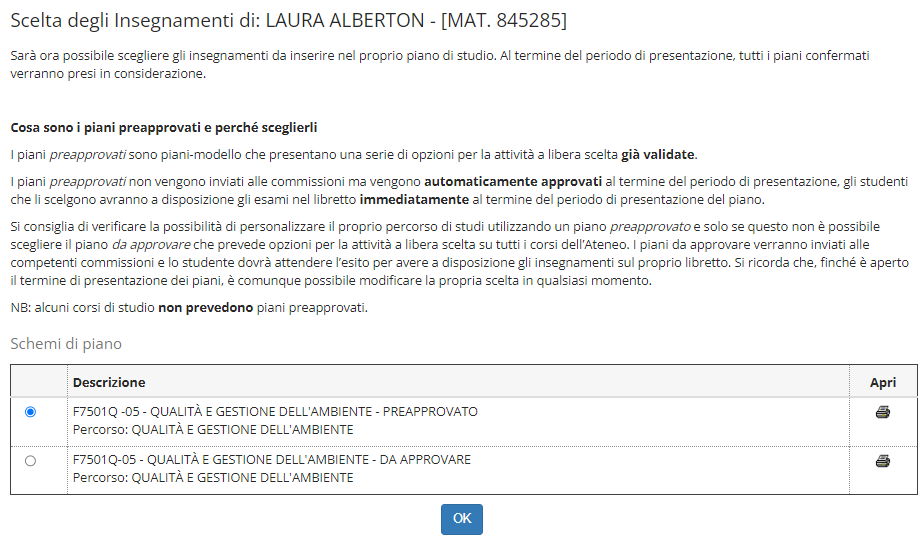 Scelta degli Insegnamenti di: LAURA ALBERTON - [MAT. 845285]
Sarà ora possibile scegliere gli insegnamenti da inserire nel proprio piano di studio. Al termine del periodo di presentazione, tutti i piani confermati
verranno presi in considerazione.
Cosa sono i piani preapprovati e perché sceglierli
I piani preapprovati sono piani-modello che presentano una serie di opzioni per la attività a libera scelta già validate.
I piani preapprovati non vengono inviati alle commissioni ma vengono automaticamente approvati al termine del periodo di presentazione, gli studenti
che li scelgono avranno a disposizione gli esami nel libretto immediatamente al termine del periodo di presentazione del piano.
Si consiglia di verificare la possibilità di personalizzare il proprio percorso di studi utilizzando un piano preapprovato e solo se questo non è possibile
scegliere il piano da approvare che prevede opzioni per la attività a libera scelta su tutti i corsi dell'Ateneo. I piani da approvare verranno inviati alle
competenti commissioni e lo studente dovrà attendere l'esito per avere a disposizione gli insegnamenti sul proprio libretto. Si ricorda che, finché è aperto
il termine di presentazione dei piani, è comunque possibile modificare la propria scelta in qualsiasi momento.
NB: alcuni corsi di studio non prevedono piani preapprovati.
Schemi di piano
Descrizione Apri
F7501Q -05 - QUALITÀ E GESTIONE DELL'AMBIENTE - PREAPPROVATO
Percorso: QUALITÀ E GESTIONE DELL'AMBIENTE
F7501Q-05 - QUALITÀ E GESTIONE DELL'AMBIENTE - DA APPROVARE
Percorso: QUALITÀ E GESTIONE DELL'AMBIENTE
OK